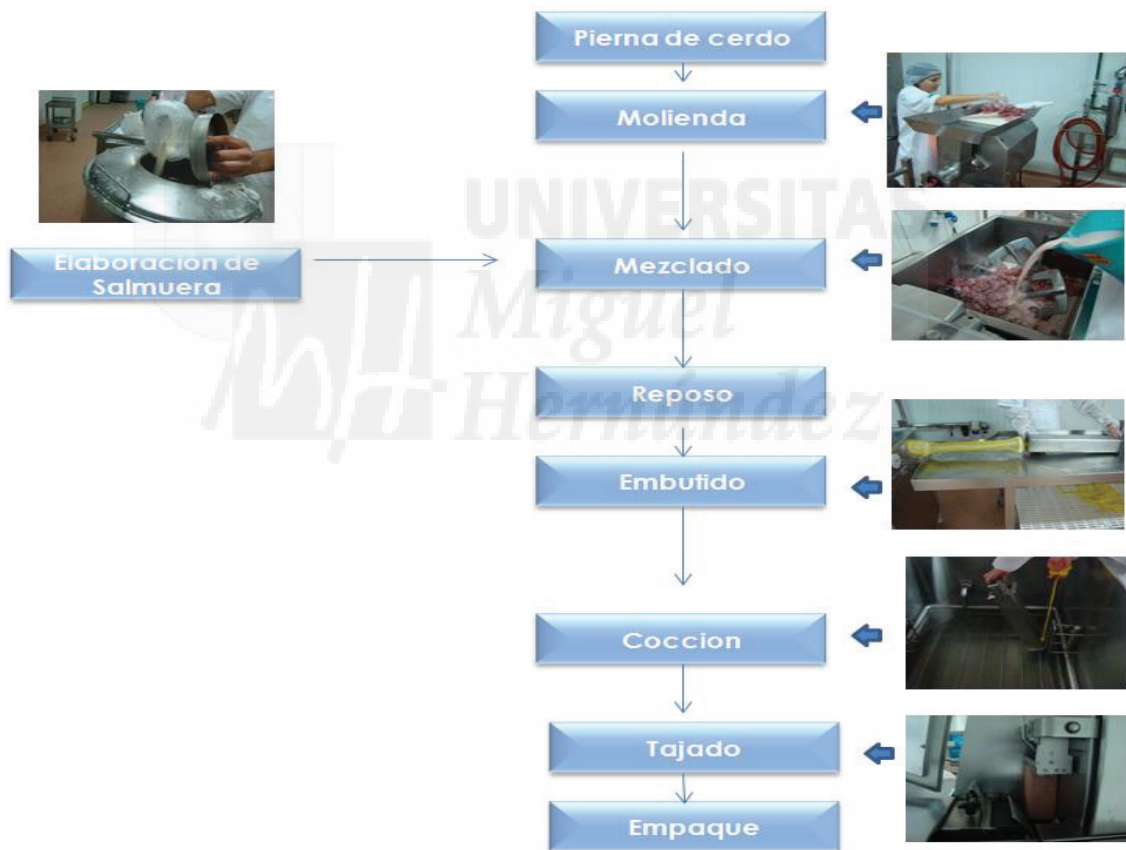 Pierna de cerdo
Molienda
Elaboración de
Salmuera
Mezclado
UNIVERSITAS
Miguel
Hernández
Reposo
Embutido
Coccion
Tajado
Empaque